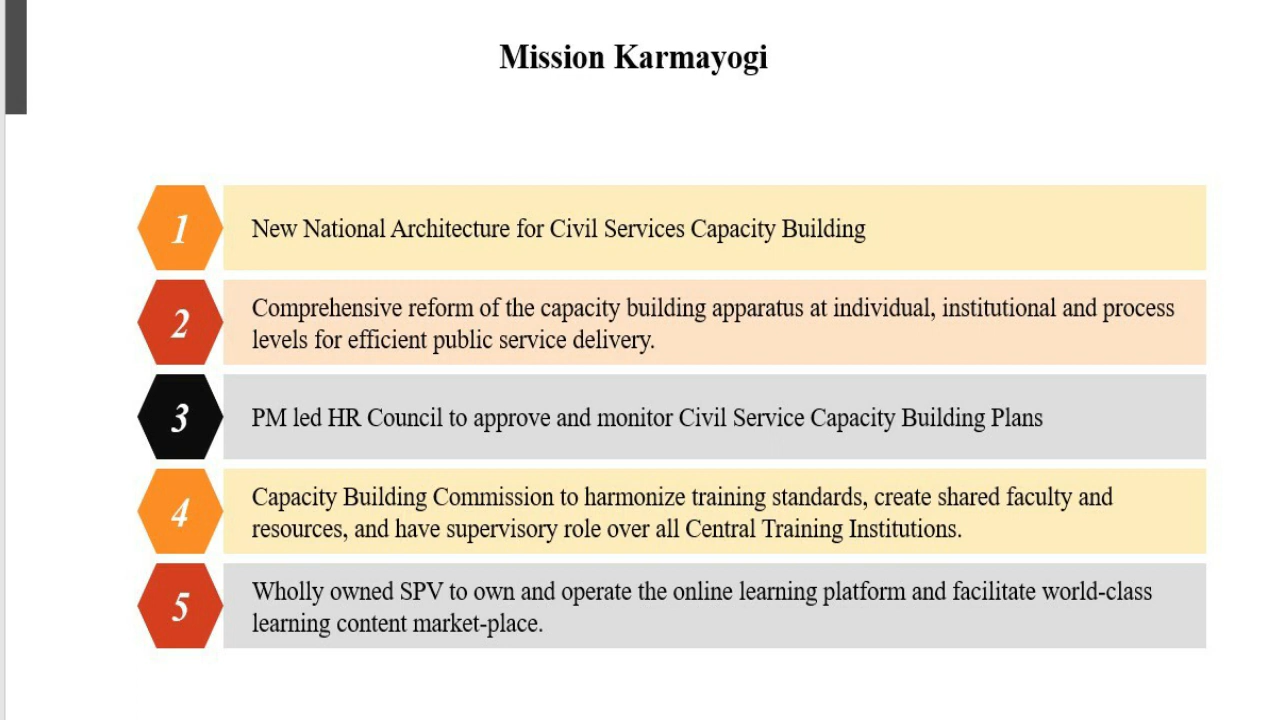 Mission Karmayogi
1
New National Architecture for Civil Services Capacity Building
2
Comprehensive reform of the capacity building apparatus at individual, institutional and process
levels for efficient public service delivery.
3
PM led HR Council to approve and monitor Civil Service Capacity Building Plans
4
Capacity Building Commission to harmonize training standards, create shared faculty and
resources, and have supervisory role over all Central Training Institutions.
5
Wholly owned SPV to own and operate the online learning platform and facilitate world-class
learning content market-place.